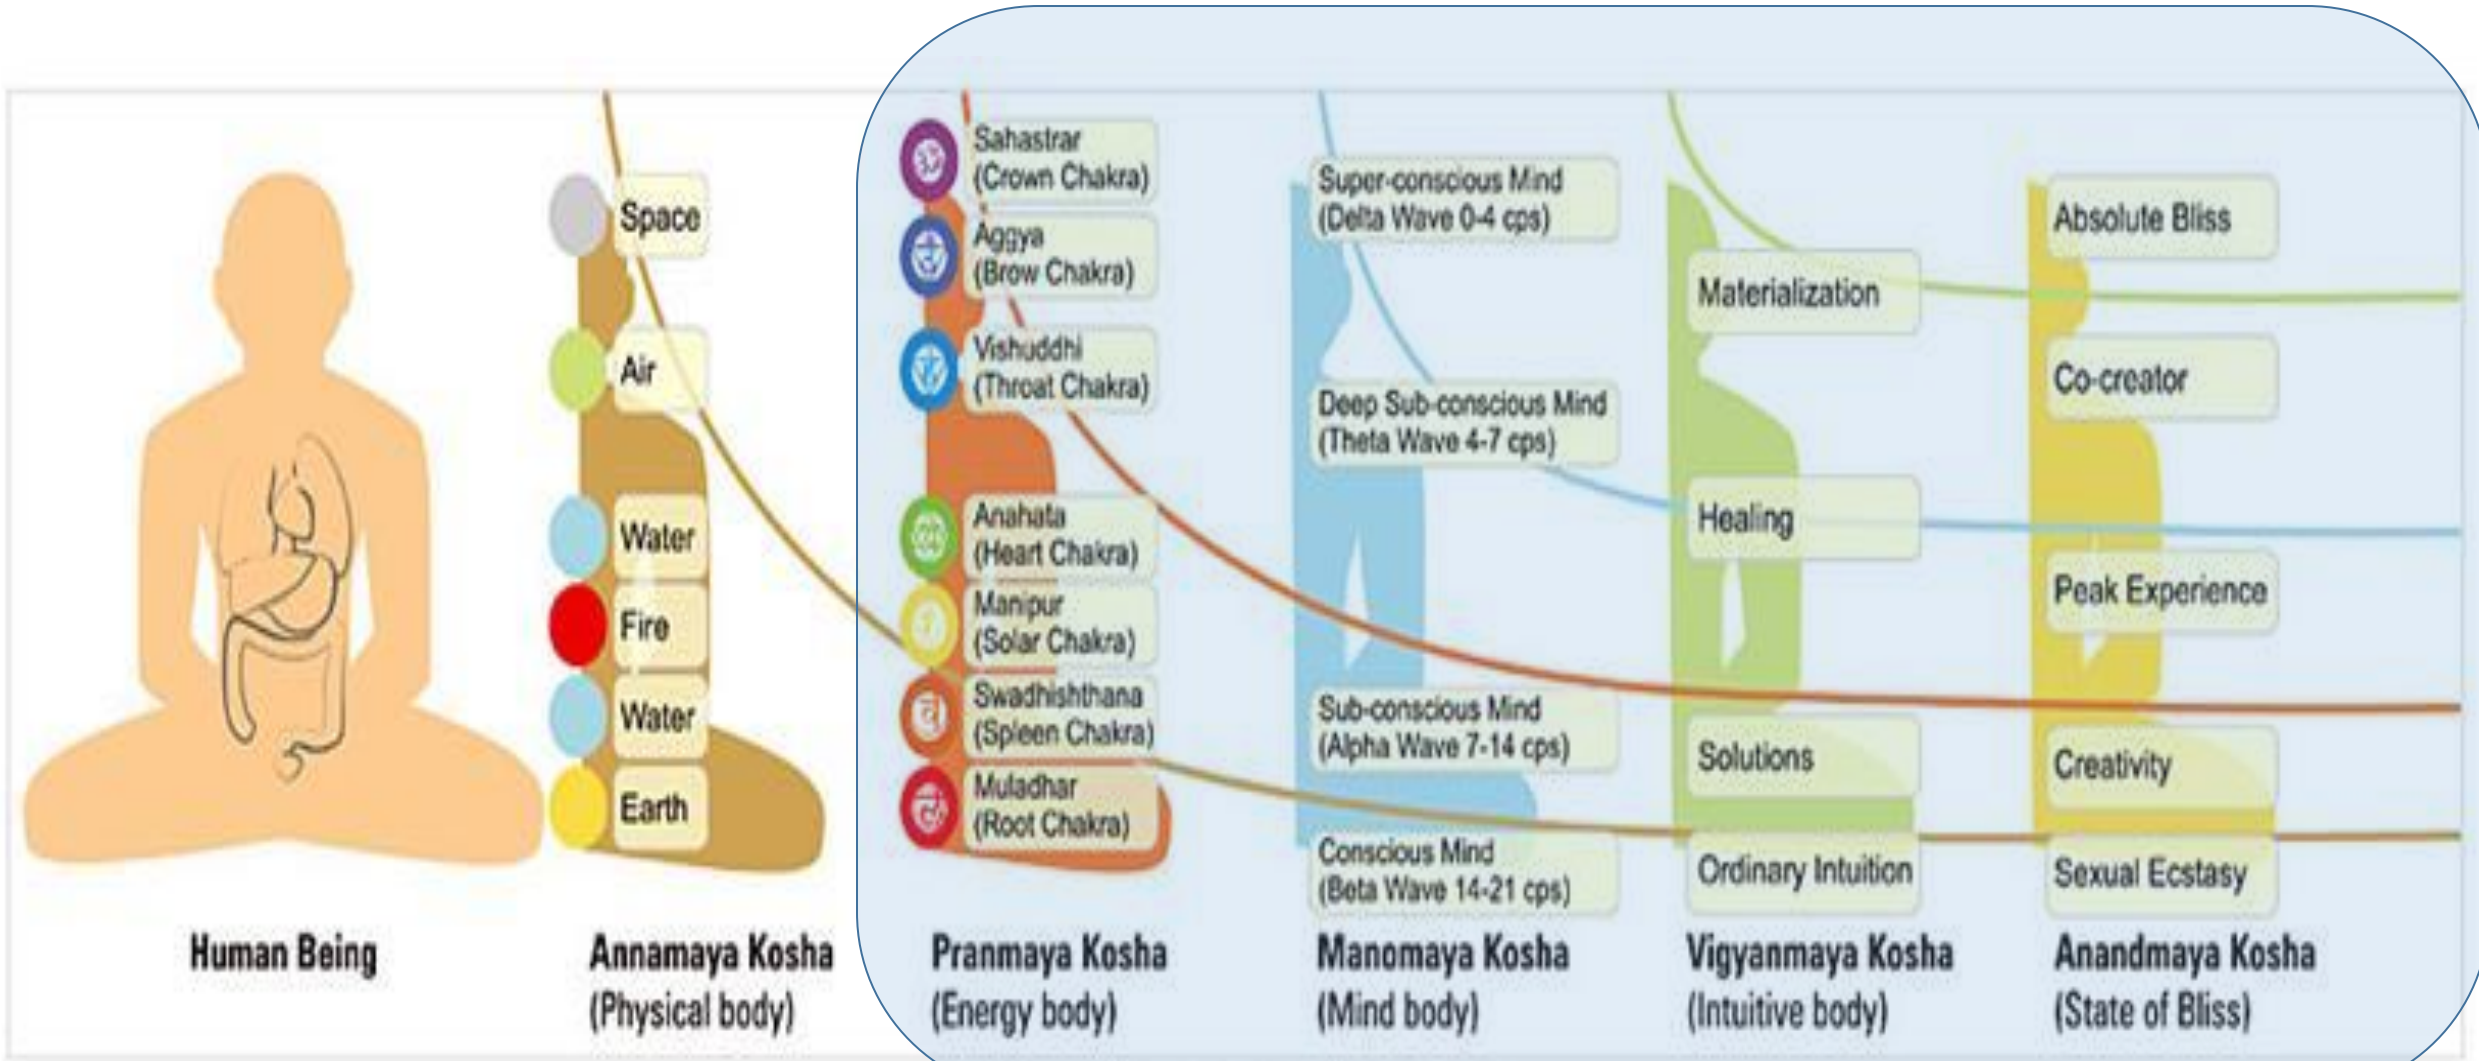 Space
Air
Water
Fire
Water
Earth
Sahastrar
(Crown Chakra)
Aggya
(Brow Chakra)
Vishuddhi
(Throat Chakra)
Anahata
(Heart Chakra)
Manipur
(Solar Chakra)
Swadhishthana
(Spleen Chakra)
Muladhar
(Root Chakra)
Super-conscious Mind
(Delta Wave 0-4 cps)
Deep Sub-conscious Mind
(Theta Wave 4-7 cps)
Sub-conscious Mind
(Alpha Wave 7-14 cps)
Conscious Mind
(Beta Wave 14-21 cps)
Materialization
Healing
Solutions
Ordinary Intuition
Absolute Bliss
Co-creator
Peak Experience
Creativity
Sexual Ecstasy
Human Being
Annamaya Kosha
(Physical body)
Pranmaya Kosha
(Energy body)
Manomaya Kosha
(Mind body)
Vigyanmaya Kosha
(Intuitive body)
Anandmaya Kosha
(State of Bliss)